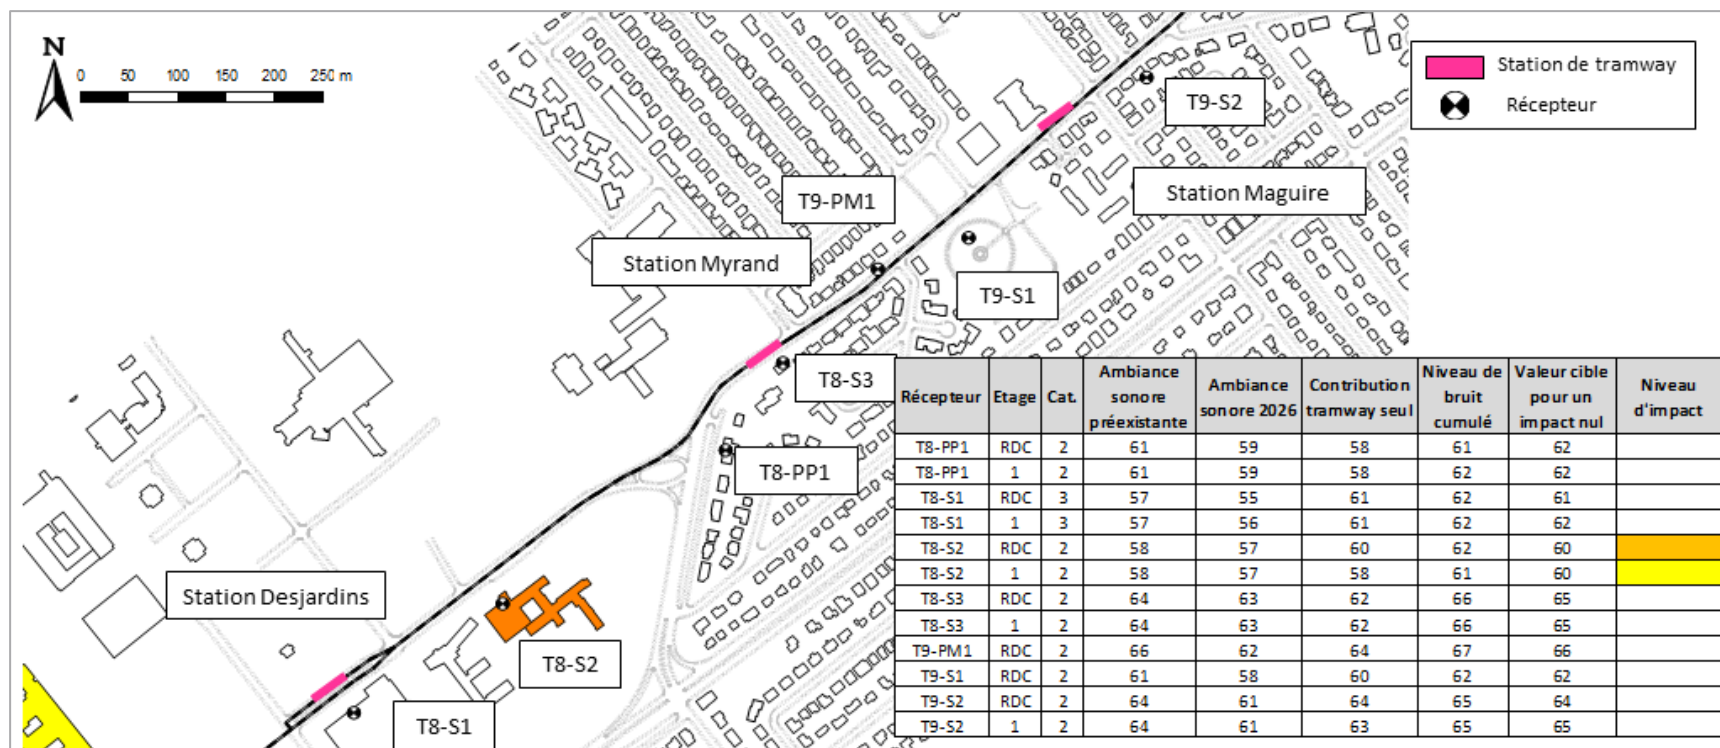 N
0 50 100 150 200 250 m
Station de tramway
Récepteur
T9-S2
Station Maguire
T9-PM1
Station Myrand
T9-S1
T8-S3
T8-PP1
Station Desjardins
T8-S2
T8-S1
Récepteur Etage Cat. Ambiance sonore préexistante Ambiance sonore 2026 Contribution tramway seul Niveau de bruit cumulé Valeur cible pour un impact nul Niveau d'impact
T8-PP1 RDC 2 61 59 58 61 62
T8-PP1 1 2 61 59 58 62 62
T8-S1 RDC 3 57 55 61 62 61
T8-S1 1 3 57 56 61 62 62
T8-S2 RDC 2 58 57 60 62 60
T8-S2 1 2 58 57 58 61 60
T8-S3 RDC 2 64 63 62 66 65
T8-S3 1 2 64 63 62 66 65
T9-PM1 RDC 2 66 62 64 67 66
T9-S1 RDC 2 61 58 60 62 62
T9-S2 RDC 2 64 61 64 65 64
T9-S2 1 2 64 61 63 65 65